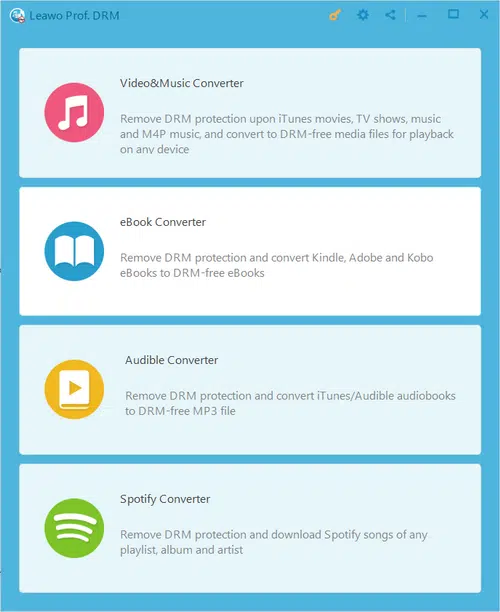 Leawo Prof. DRM
Video&Music Converter
Remove DRM protection upon iTunes movies, TV shows, music
and M4P music, and convert to DRM-free media files for playback
on any device
eBook Converter
Remove DRM protection and convert Kindle, Adobe and Kobo
eBooks to DRM-free eBooks
Audible Converter
Remove DRM protection and convert iTunes/Audible audiobooks
to DRM-free MP3 file
Spotify Converter
Remove DRM protection and download Spotify songs of any
playlist, album and artist